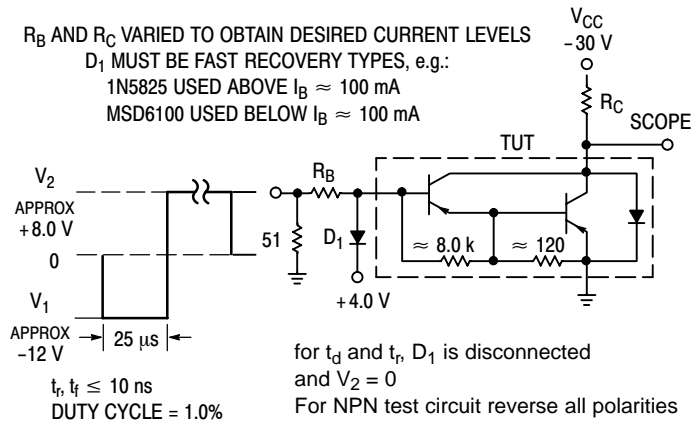 R_B AND R_C VARIED TO OBTAIN DESIRED CURRENT LEVELS
D_1 MUST BE FAST RECOVERY TYPES, e.g.:
1N5825 USED ABOVE I_B ≈ 100 mA
MSD6100 USED BELOW I_B ≈ 100 mA
V_CC
−30 V
R_C
SCOPE
TUT
R_B
V_2
APPROX
+8.0 V
0
V_1
APPROX
−12 V
25 μs
51
D_1
+4.0 V
≈ 8.0 k
≈ 120
t_r, t_f ≤ 10 ns
DUTY CYCLE = 1.0%
for t_d and t_r, D_1 is disconnected
and V_2 = 0
For NPN test circuit reverse all polarities